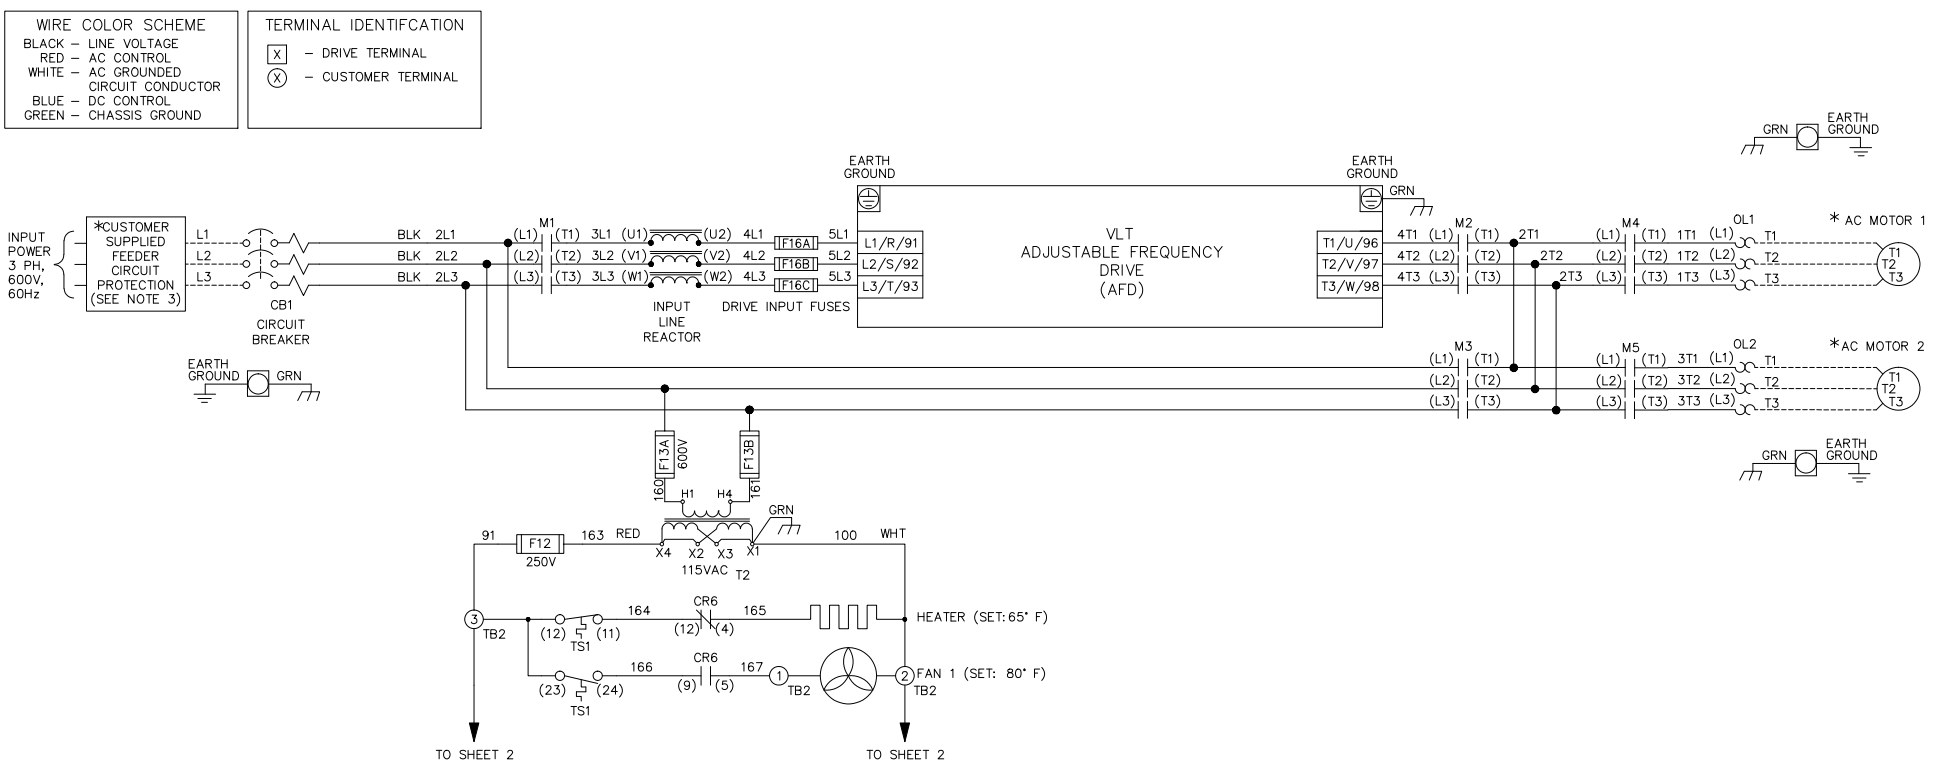 WIRE COLOR SCHEME
BLACK – LINE VOLTAGE
RED – AC CONTROL
WHITE – AC GROUNDED
CIRCUIT CONDUCTOR
BLUE – DC CONTROL
GREEN – CHASSIS GROUND
TERMINAL IDENTIFCATION
X – DRIVE TERMINAL
X – CUSTOMER TERMINAL
GRN
EARTH
GROUND
INPUT
POWER
3 PH,
600V,
60Hz
*CUSTOMER
SUPPLIED
FEEDER
CIRCUIT
PROTECTION
(SEE NOTE 3)
L1
L2
L3
CB1
CIRCUIT
BREAKER
BLK 2L1
BLK 2L2
BLK 2L3
M1
(L1) (T1) 3L1 (U1) (U2) 4L1 F16A 5L1
(L2) (T2) 3L2 (V1) (V2) 4L2 F16B 5L2
(L3) (T3) 3L3 (W1) (W2) 4L3 F16C 5L3
INPUT
LINE
REACTOR
DRIVE INPUT FUSES
EARTH
GROUND
L1/R/91
L2/S/92
L3/T/93
VLT
ADJUSTABLE FREQUENCY
DRIVE
(AFD)
EARTH
GROUND
GRN
T1/U/96
T2/V/97
T3/W/98
M2 M4 OL1
4T1 (L1) (T1) 2T1 (L1) (T1) 1T1 (L1) T1
4T2 (L2) (T2) 2T2 (L2) (T2) 1T2 (L2) T2
4T3 (L3) (T3) 2T3 (L3) (T3) 1T3 (L3) T3
* AC MOTOR 1
T1
T2
T3
M3 M5 OL2
(L1) (T1) (L1) (T1) 3T1 (L1) T1
(L2) (T2) (L2) (T2) 3T2 (L2) T2
(L3) (T3) (L3) (T3) 3T3 (L3) T3
*AC MOTOR 2
T1
T2
T3
EARTH
GROUND
GRN
GRN
EARTH
GROUND
F13A
600V
F13B
160
161
H1 H4
GRN
91 F12 163 RED
250V
X4 X2 X3 X1
100 WHT
115VAC T2
3
TB2
(12) (11)
TS1
164 CR6 165
(12) (4)
HEATER (SET:65° F)
(23) (24)
TS1
166 CR6 167
(9) (5)
1
TB2
2
TB2
FAN 1 (SET: 80° F)
TO SHEET 2
TO SHEET 2